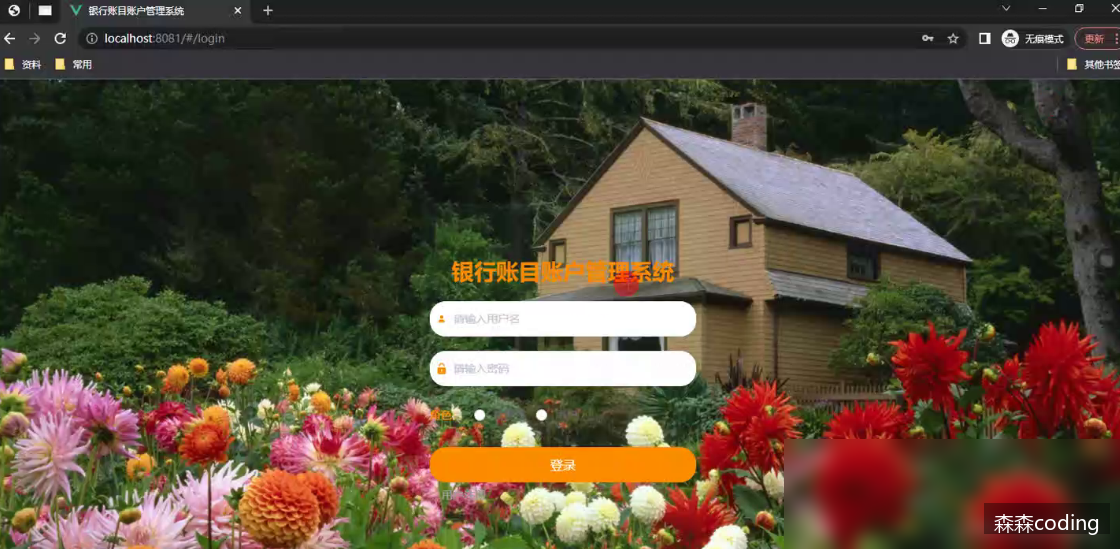 银行账目账户管理系统
localhost:8081/#/login
无痕模式
更新
资料
常用
其他书签
银行账目账户管理系统
请输入用户名
请输入密码
角色
登录
森森coding